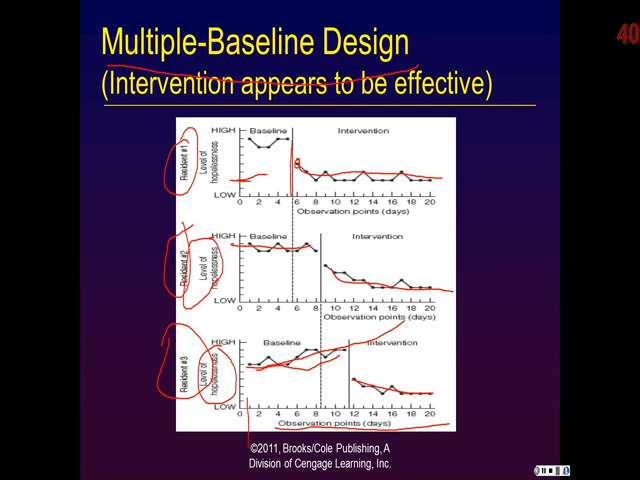 Multiple-Baseline Design
40
(Intervention appears to be effective)
HIGH Baseline Intervention
Resident #1
Level of
hopelessness
LOW
0 2 4 6 8 10 12 14 16 18 20
Observation points (days)
HIGH Baseline Intervention
Resident #2
Level of
hopelessness
LOW
0 2 4 6 8 10 12 14 16 18 20
Observation points (days)
HIGH Baseline Intervention
Resident #3
Level of
hopelessness
LOW
0 2 4 6 8 10 12 14 16 18 20
Observation points (days)
©2011, Brooks/Cole Publishing, A
Division of Cengage Learning, Inc.